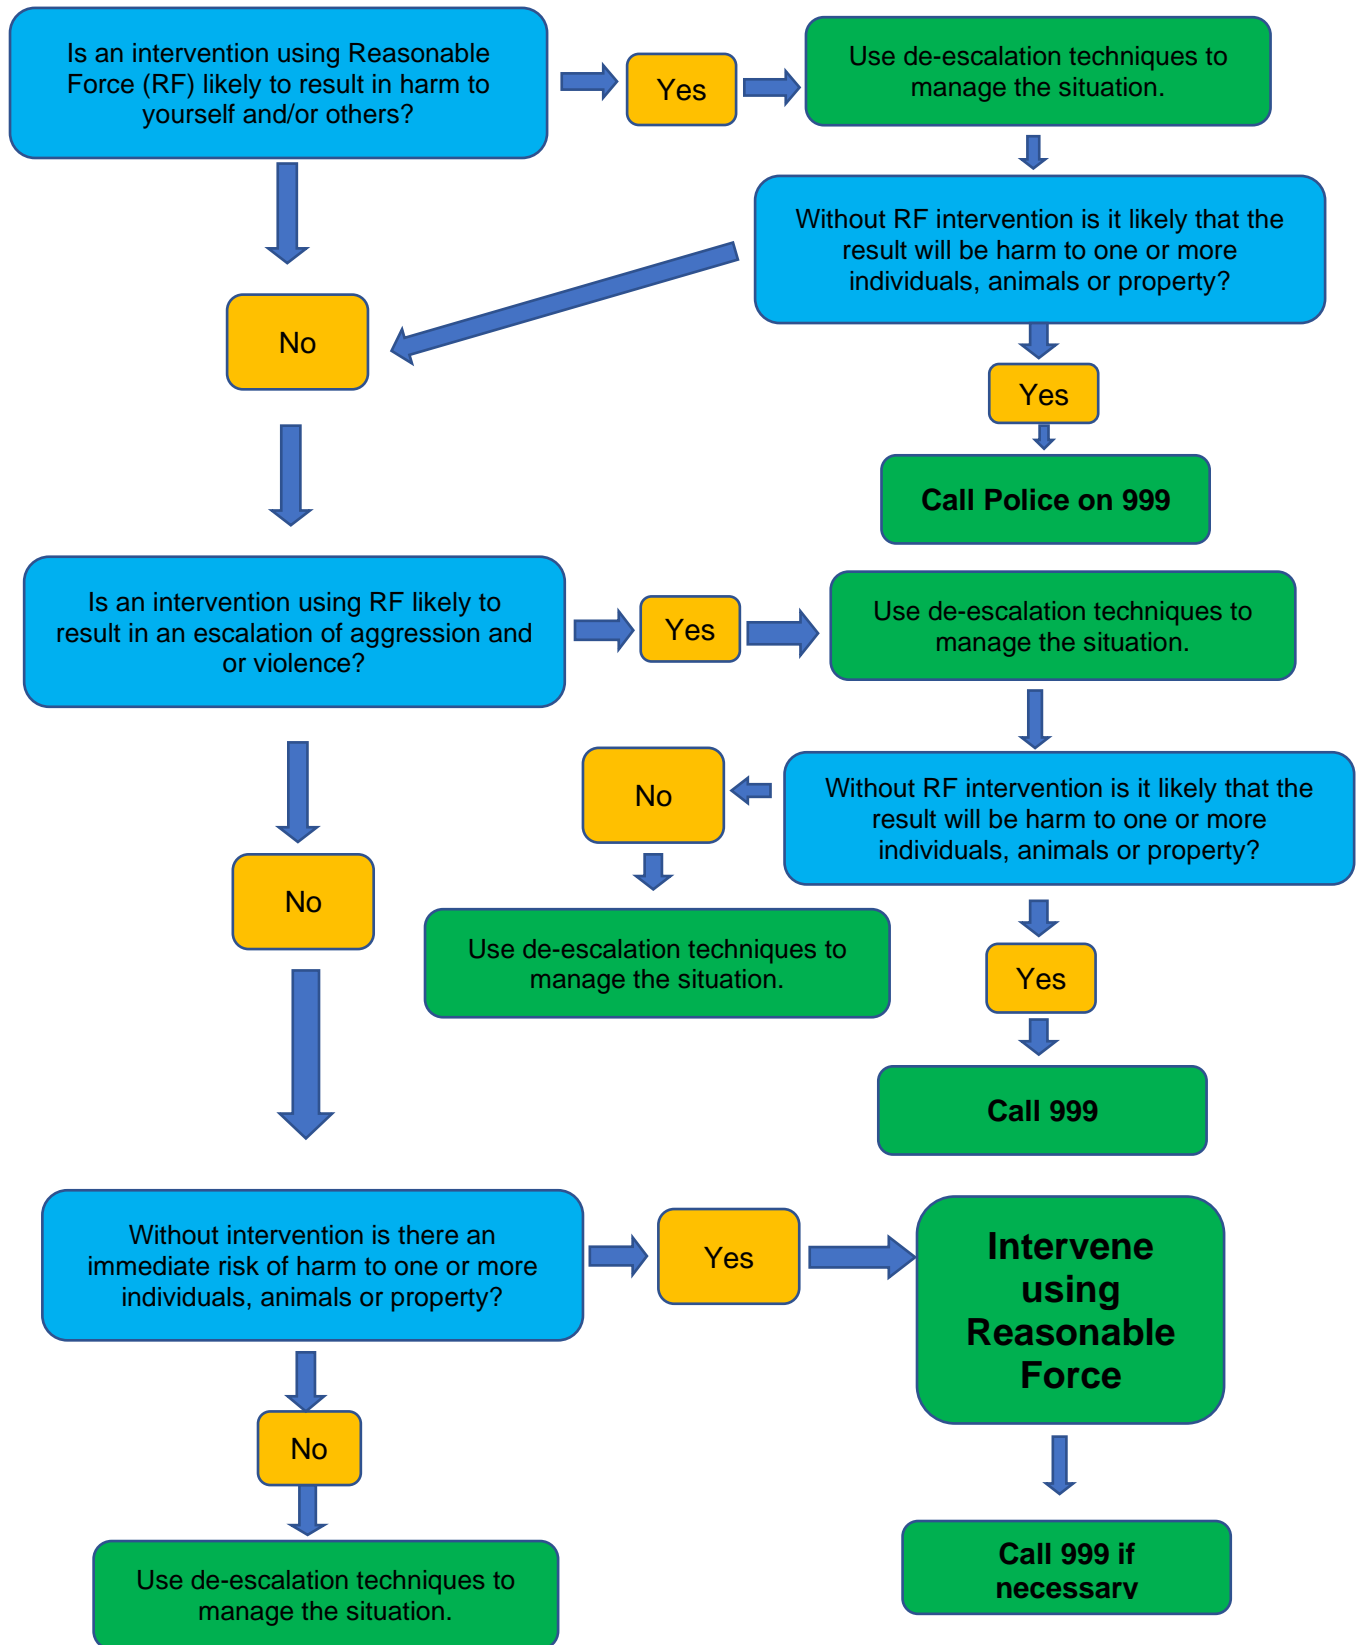 Is an intervention using Reasonable
Force (RF) likely to result in harm to
yourself and/or others?
Yes
Use de-escalation techniques to
manage the situation.
Without RF intervention is it likely that the
result will be harm to one or more
individuals, animals or property?
No
Yes
Call Police on 999
Is an intervention using RF likely to
result in an escalation of aggression and
or violence?
Yes
Use de-escalation techniques to
manage the situation.
Without RF intervention is it likely that the
result will be harm to one or more
individuals, animals or property?
No
No
Use de-escalation techniques to
manage the situation.
Yes
Call 999
Without intervention is there an
immediate risk of harm to one or more
individuals, animals or property?
Yes
Intervene
using
Reasonable
Force
No
Call 999 if
necessary
Use de-escalation techniques to
manage the situation.